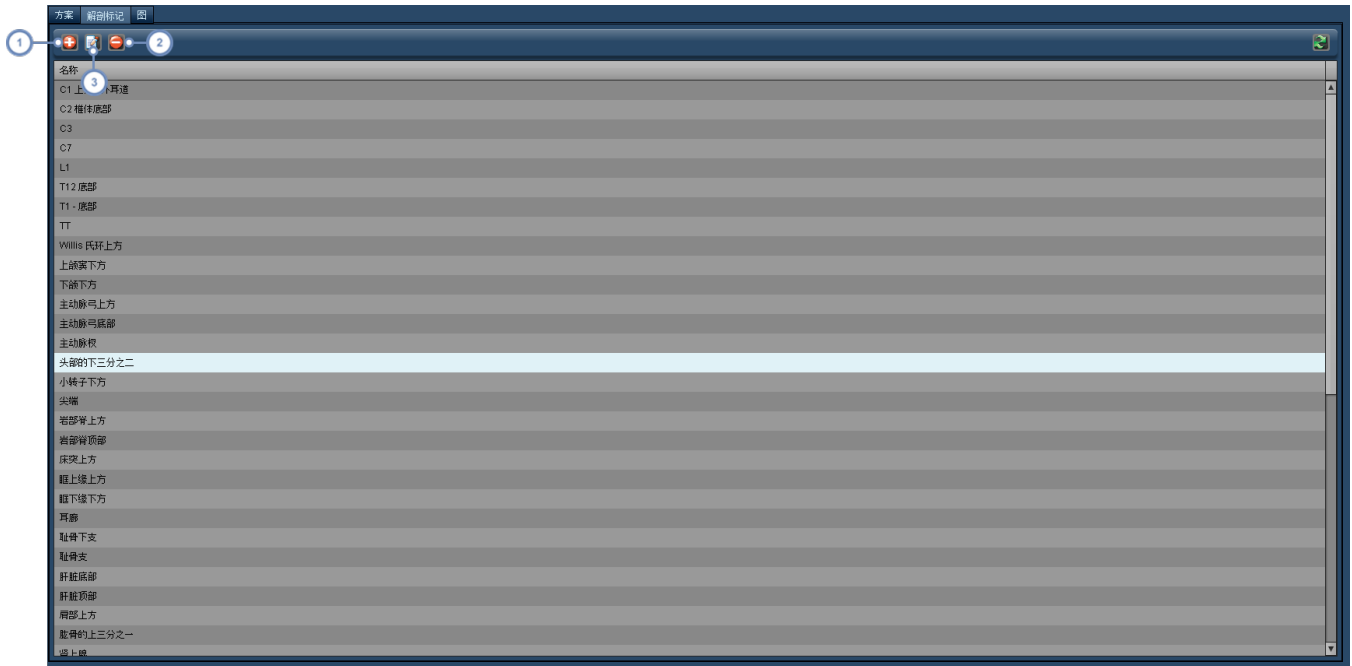 方案 解剖标记 图
1
2
3
名称
C1 上 耳道
C2 椎体底部
C3
C7
L1
T12 底部
T1 - 底部
TT
Willis 氏环上方
上颌窦下方
下颌下方
主动脉弓上方
主动脉弓底部
主动脉杈
头部的下三分之二
小转子下方
尖端
岩部脊上方
岩部脊顶部
床突上方
眶上缘上方
眶下缘下方
耳廓
耻骨下支
耻骨支
肝脏底部
肝脏顶部
肩部上方
肱骨的上三分之一